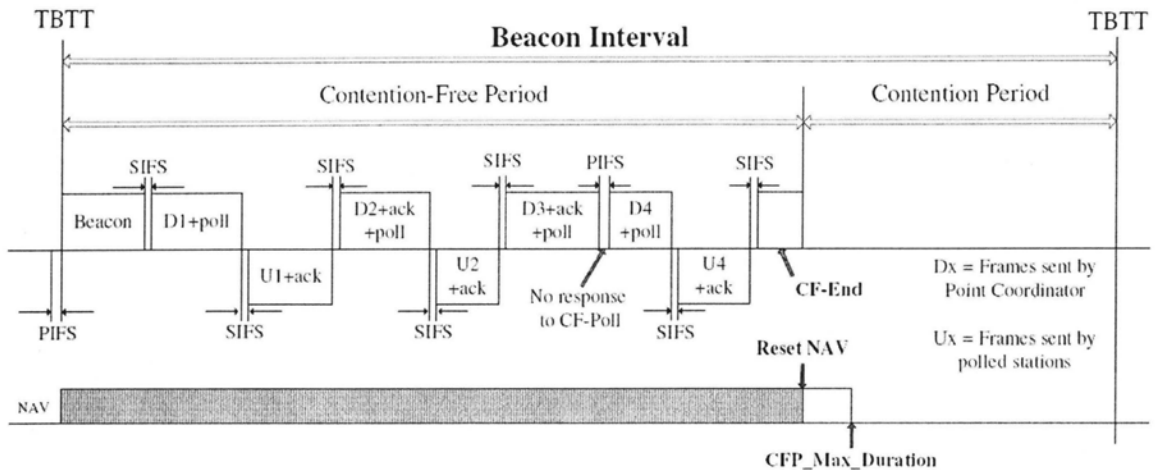 TBTT
TBTT
Beacon Interval
Contention-Free Period
Contention Period
SIFS
SIFS
SIFS
PIFS
SIFS
Beacon
D1+poll
D2+ack
+poll
D3+ack
+poll
D4
+poll
U1+ack
U2
+ack
U4
+ack
No response
to CF-Poll
CF-End
Dx = Frames sent by
Point Coordinator
PIFS
SIFS
SIFS
SIFS
Ux = Frames sent by
polled stations
Reset NAV
NAV
CFP_Max_Duration